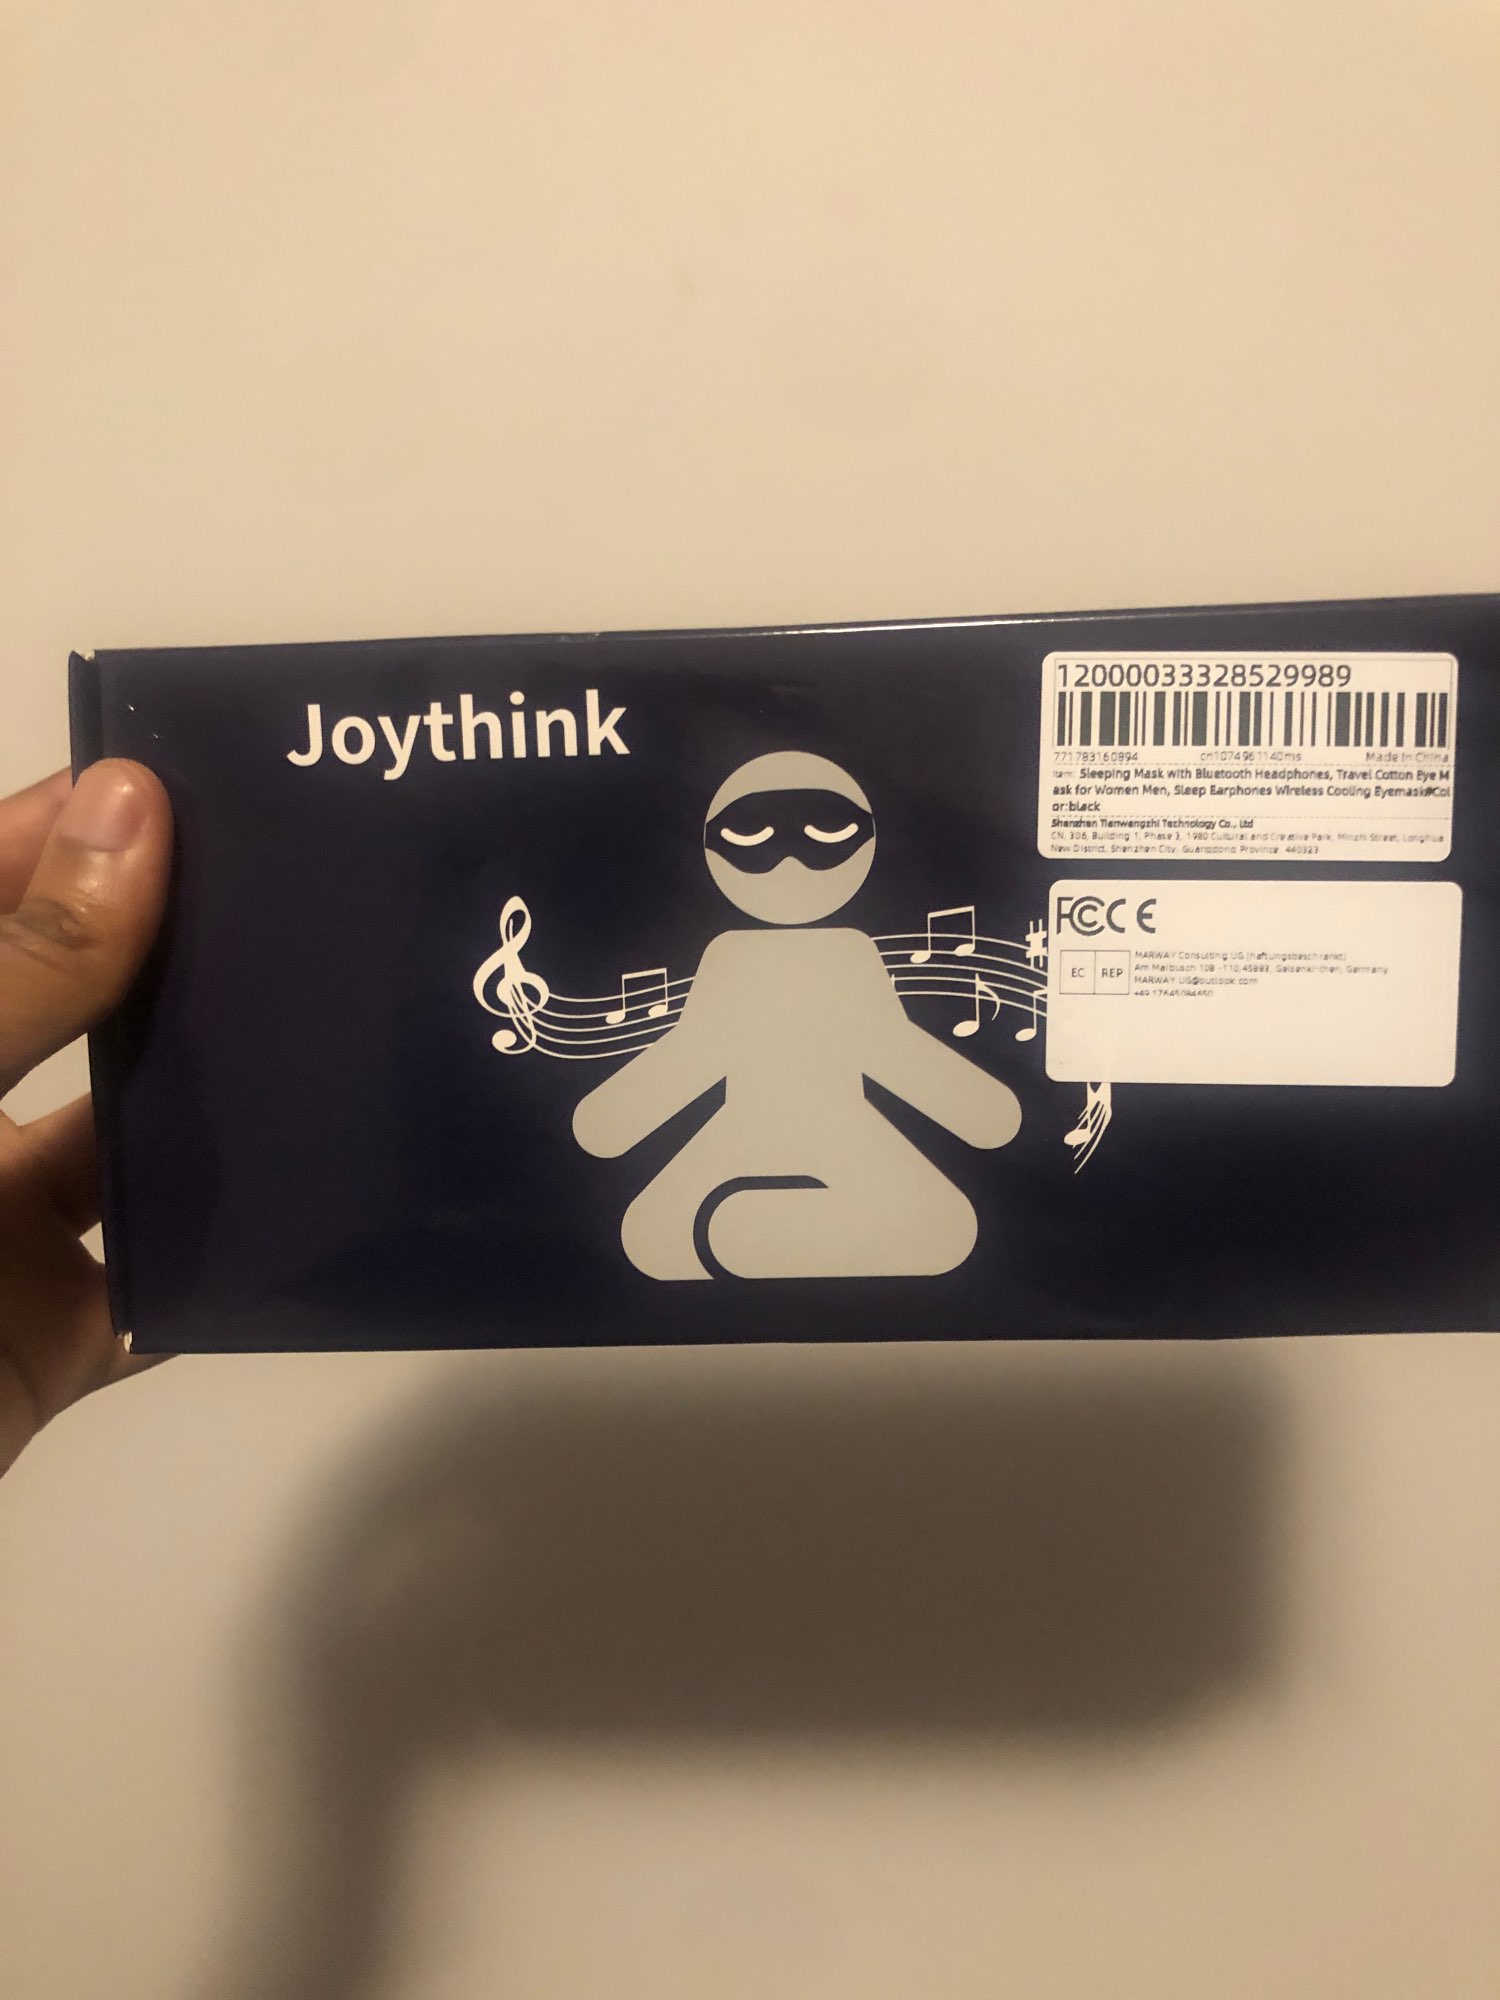 Joythink
12000033328529989
771783160894 cn1074961140ms Made In China
Item: Sleeping Mask with Bluetooth Headphones, Travel Cotton Eye M
ask for Women Men, Sleep Earphones Wireless Cooling Eyemask#Col
or:black
Shenzhen Tianwangzhi Technology Co., Ltd
CN, 306, Building 1, Phase 3, 1980 Cultural and Creative Park, Minzhi Street, Longhua
New District, Shenzhen City, Guangdong Province 440323
FCC CE
EC REP
MARWAY Consulting UG (haftungsbeschränkt)
Am Maibusch 108 -110,45883, Gelsenkirchen, Germany
MARWAY.UG@outlook.com